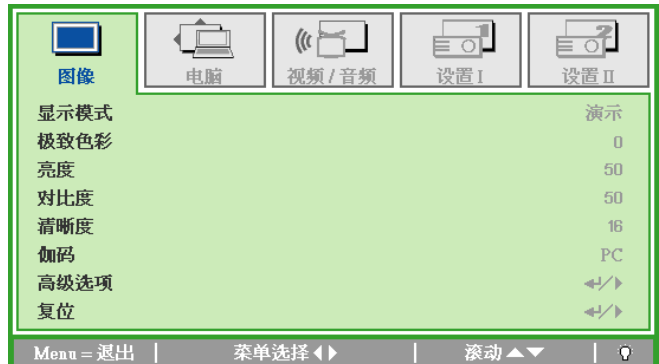 图像 电脑 视频 / 音频 设置 I 设置 II
显示模式 演示
极致色彩 0
亮度 50
对比度 50
清晰度 16
伽码 PC
高级选项
复位
Menu = 退出 菜单选择 滚动